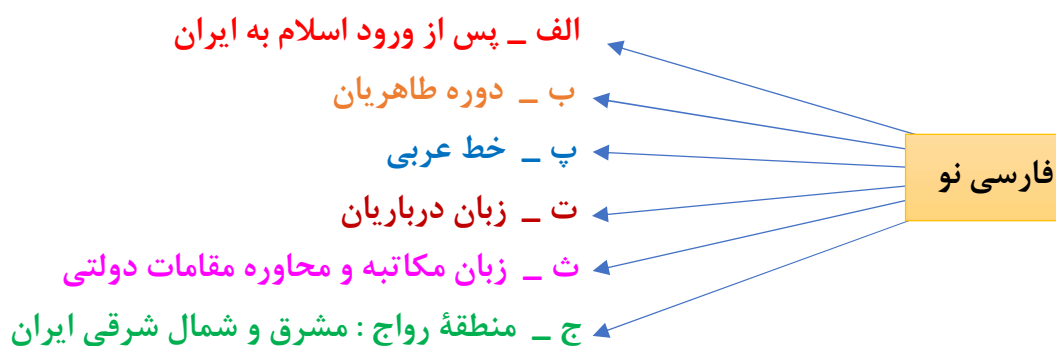 فارسی نو
الف _ پس از ورود اسلام به ایران
ب _ دوره طاهریان
پ _ خط عربی
ت _ زبان درباریان
ث _ زبان مکاتبه و محاوره مقامات دولتی
ج _ منطقۀ رواج : مشرق و شمال شرقی ایران